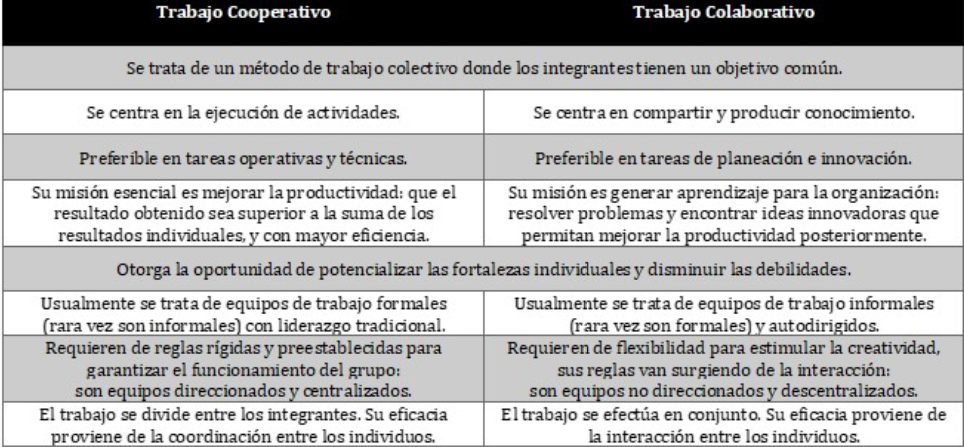 Trabajo Cooperativo
Trabajo Colaborativo
Se trata de un método de trabajo colectivo donde los integrantes tienen un objetivo común.
Se centra en la ejecución de actividades.
Se centra en compartir y producir conocimiento.
Preferible en tareas operativas y técnicas.
Preferible en tareas de planeación e innovación.
Su misión esencial es mejorar la productividad: que el
resultado obtenido sea superior a la suma de los
resultados individuales, y con mayor eficiencia.
Su misión es generar aprendizaje para la organización:
resolver problemas y encontrar ideas innovadoras que
permitan mejorar la productividad posteriormente.
Otorga la oportunidad de potencializar las fortalezas individuales y disminuir las debilidades.
Usualmente se trata de equipos de trabajo formales
(rara vez son informales) con liderazgo tradicional.
Usualmente se trata de equipos de trabajo informales
(rara vez son formales) y autodirigidos.
Requieren de reglas rígidas y preestablecidas para
garantizar el funcionamiento del grupo:
son equipos direccionados y centralizados.
Requieren de flexibilidad para estimular la creatividad,
sus reglas van surgiendo de la interacción:
son equipos no direccionados y descentralizados.
El trabajo se divide entre los integrantes. Su eficacia
proviene de la coordinación entre los individuos.
El trabajo se efectúa en conjunto. Su eficacia proviene de
la interacción entre los individuos.